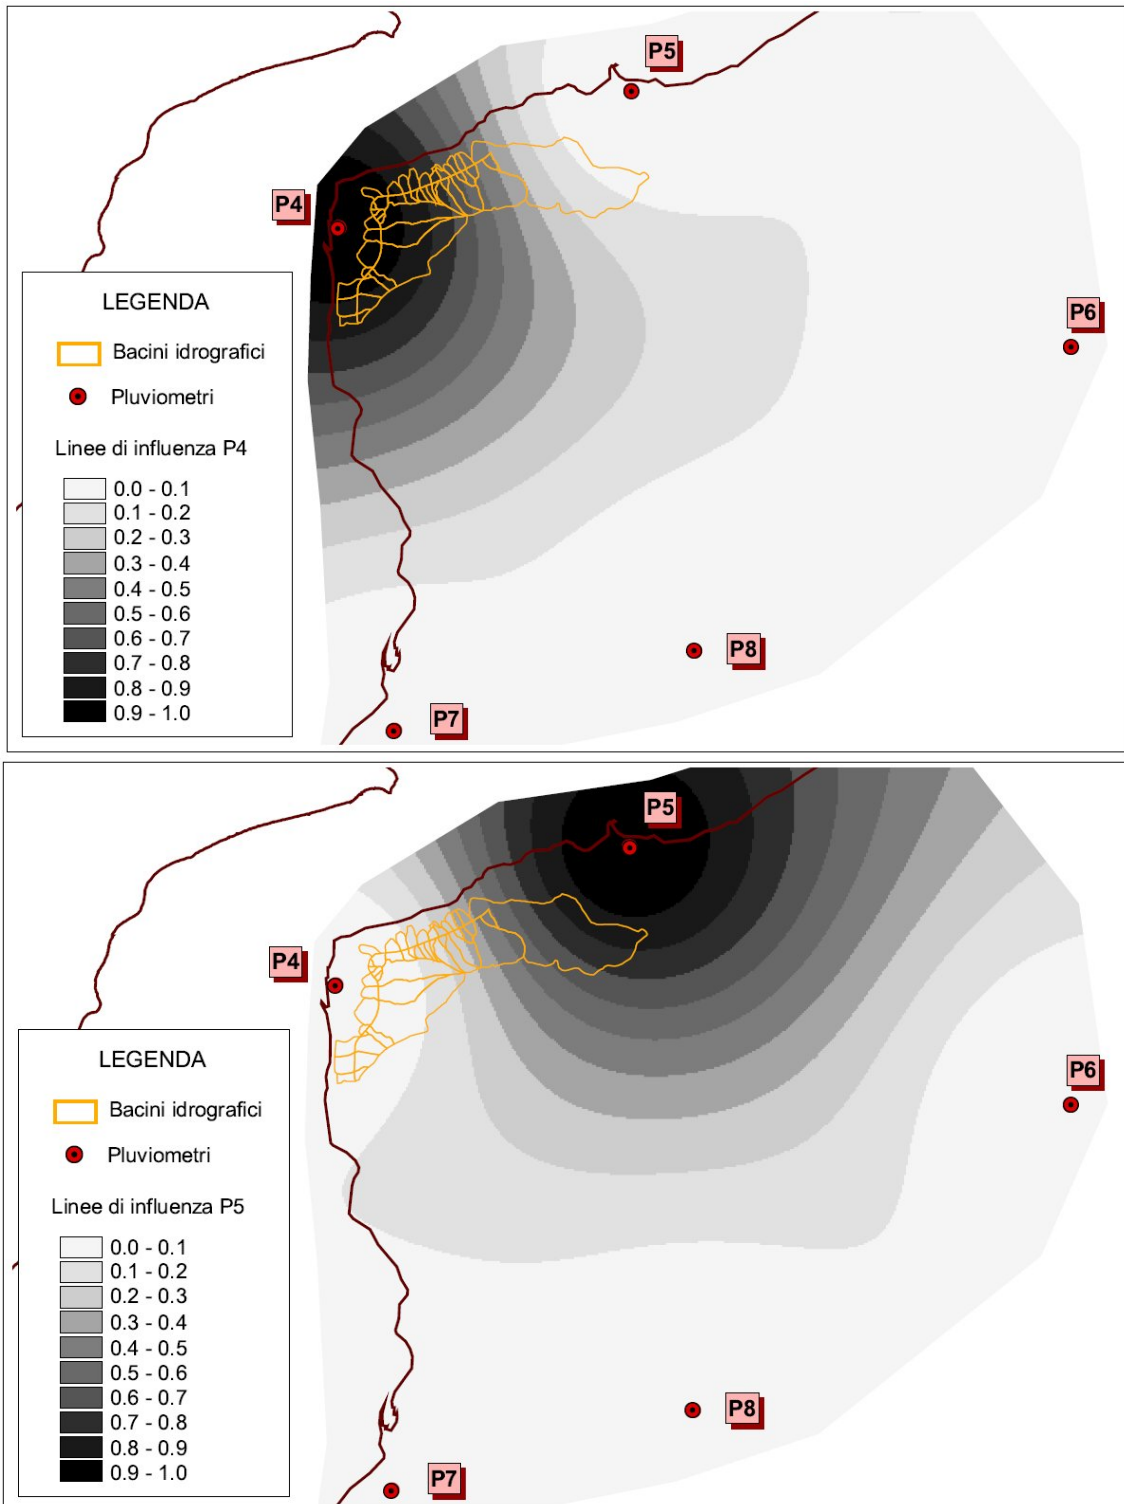 P5
P4
P6
P8
P7
LEGENDA
Bacini idrografici
Pluviometri
Linee di influenza P4
0.0 - 0.1
0.1 - 0.2
0.2 - 0.3
0.3 - 0.4
0.4 - 0.5
0.5 - 0.6
0.6 - 0.7
0.7 - 0.8
0.8 - 0.9
0.9 - 1.0
P5
P4
P6
P8
P7
LEGENDA
Bacini idrografici
Pluviometri
Linee di influenza P5
0.0 - 0.1
0.1 - 0.2
0.2 - 0.3
0.3 - 0.4
0.4 - 0.5
0.5 - 0.6
0.6 - 0.7
0.7 - 0.8
0.8 - 0.9
0.9 - 1.0